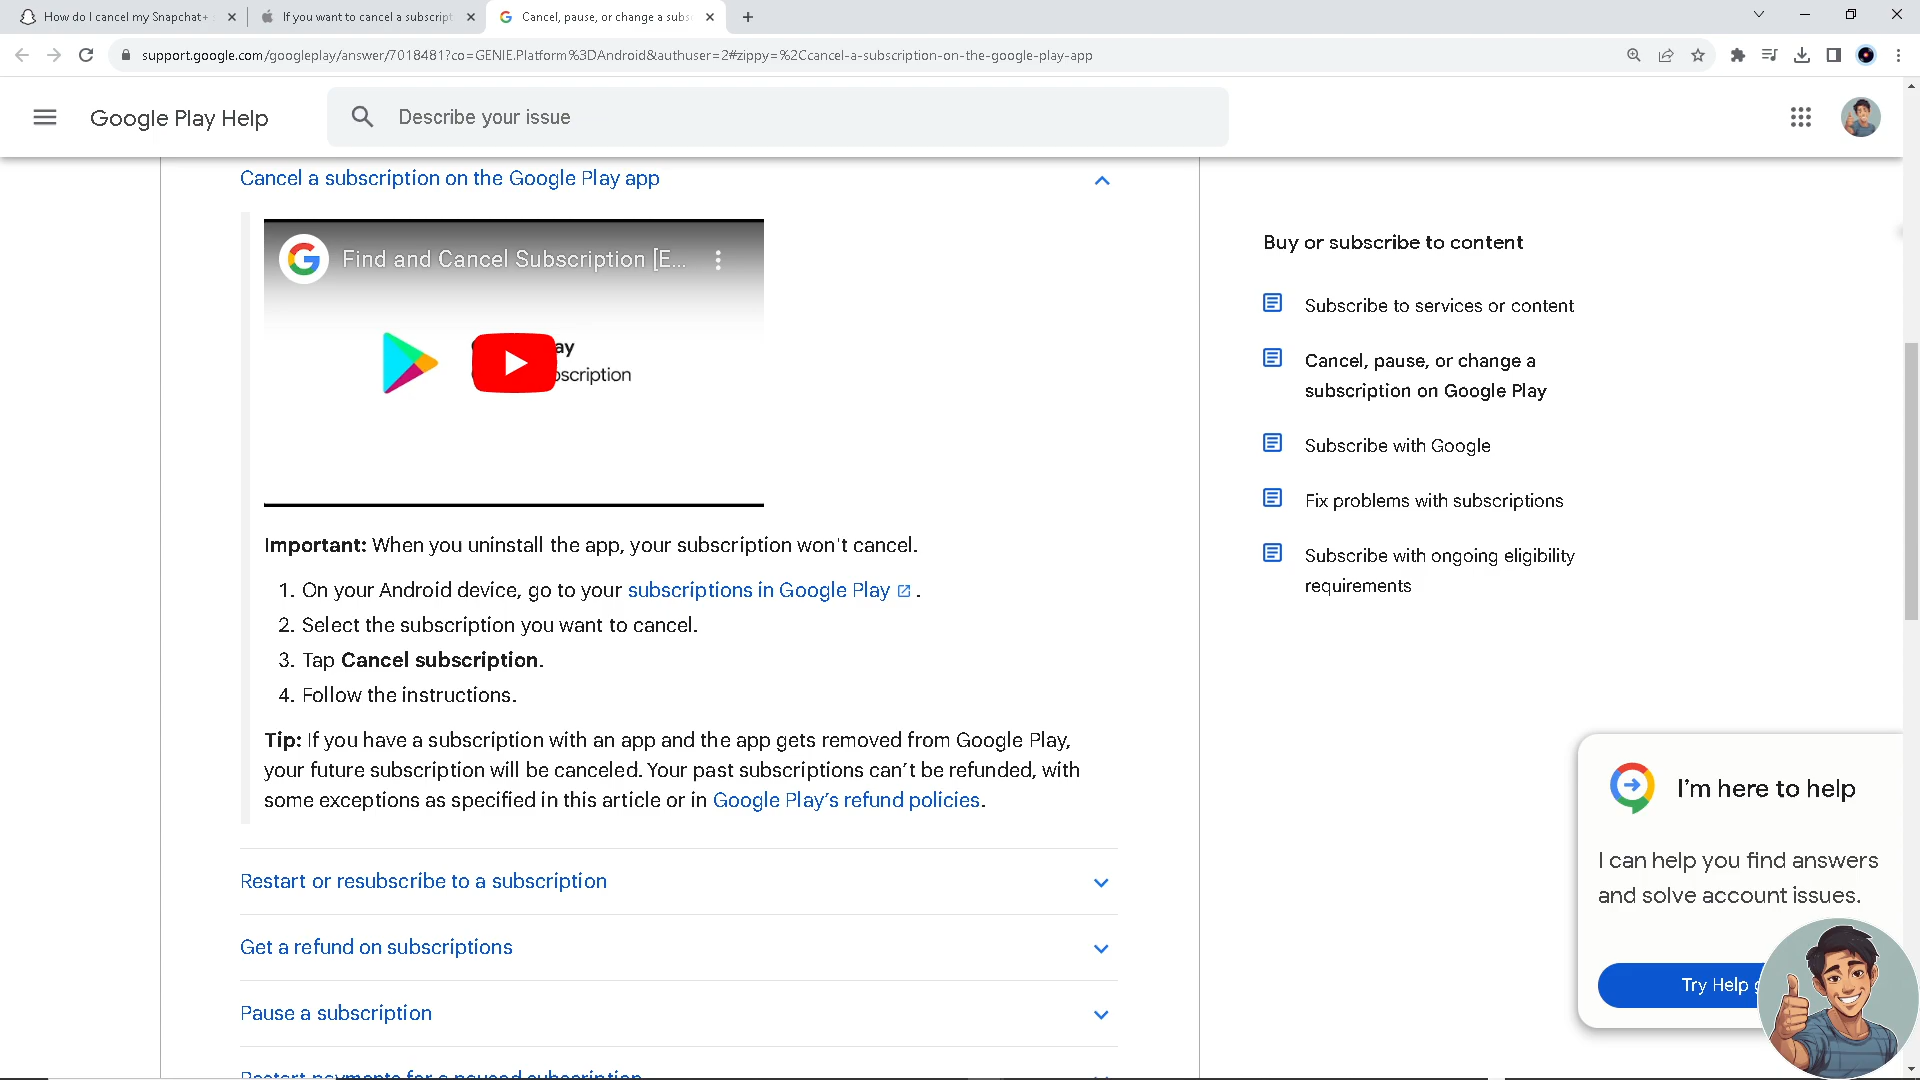 How do I cancel my Snapchat+
If you want to cancel a subscript
Cancel, pause, or change a subs
support.google.com/googleplay/answer/7018481?co=GENIE.Platform%3DAndroid&authuser=2#zippy=%2Ccancel-a-subscription-on-the-google-play-app
Google Play Help
Describe your issue
Cancel a subscription on the Google Play app
Find and Cancel Subscription [E...
ay
bscription
Important: When you uninstall the app, your subscription won't cancel.
1. On your Android device, go to your subscriptions in Google Play .
2. Select the subscription you want to cancel.
3. Tap Cancel subscription.
4. Follow the instructions.
Tip: If you have a subscription with an app and the app gets removed from Google Play,
your future subscription will be canceled. Your past subscriptions can't be refunded, with
some exceptions as specified in this article or in Google Play's refund policies.
Restart or resubscribe to a subscription
Get a refund on subscriptions
Pause a subscription
Restart payments for a paused subscription
Buy or subscribe to content
Subscribe to services or content
Cancel, pause, or change a
subscription on Google Play
Subscribe with Google
Fix problems with subscriptions
Subscribe with ongoing eligibility
requirements
I'm here to help
I can help you find answers
and solve account issues.
Try Help g